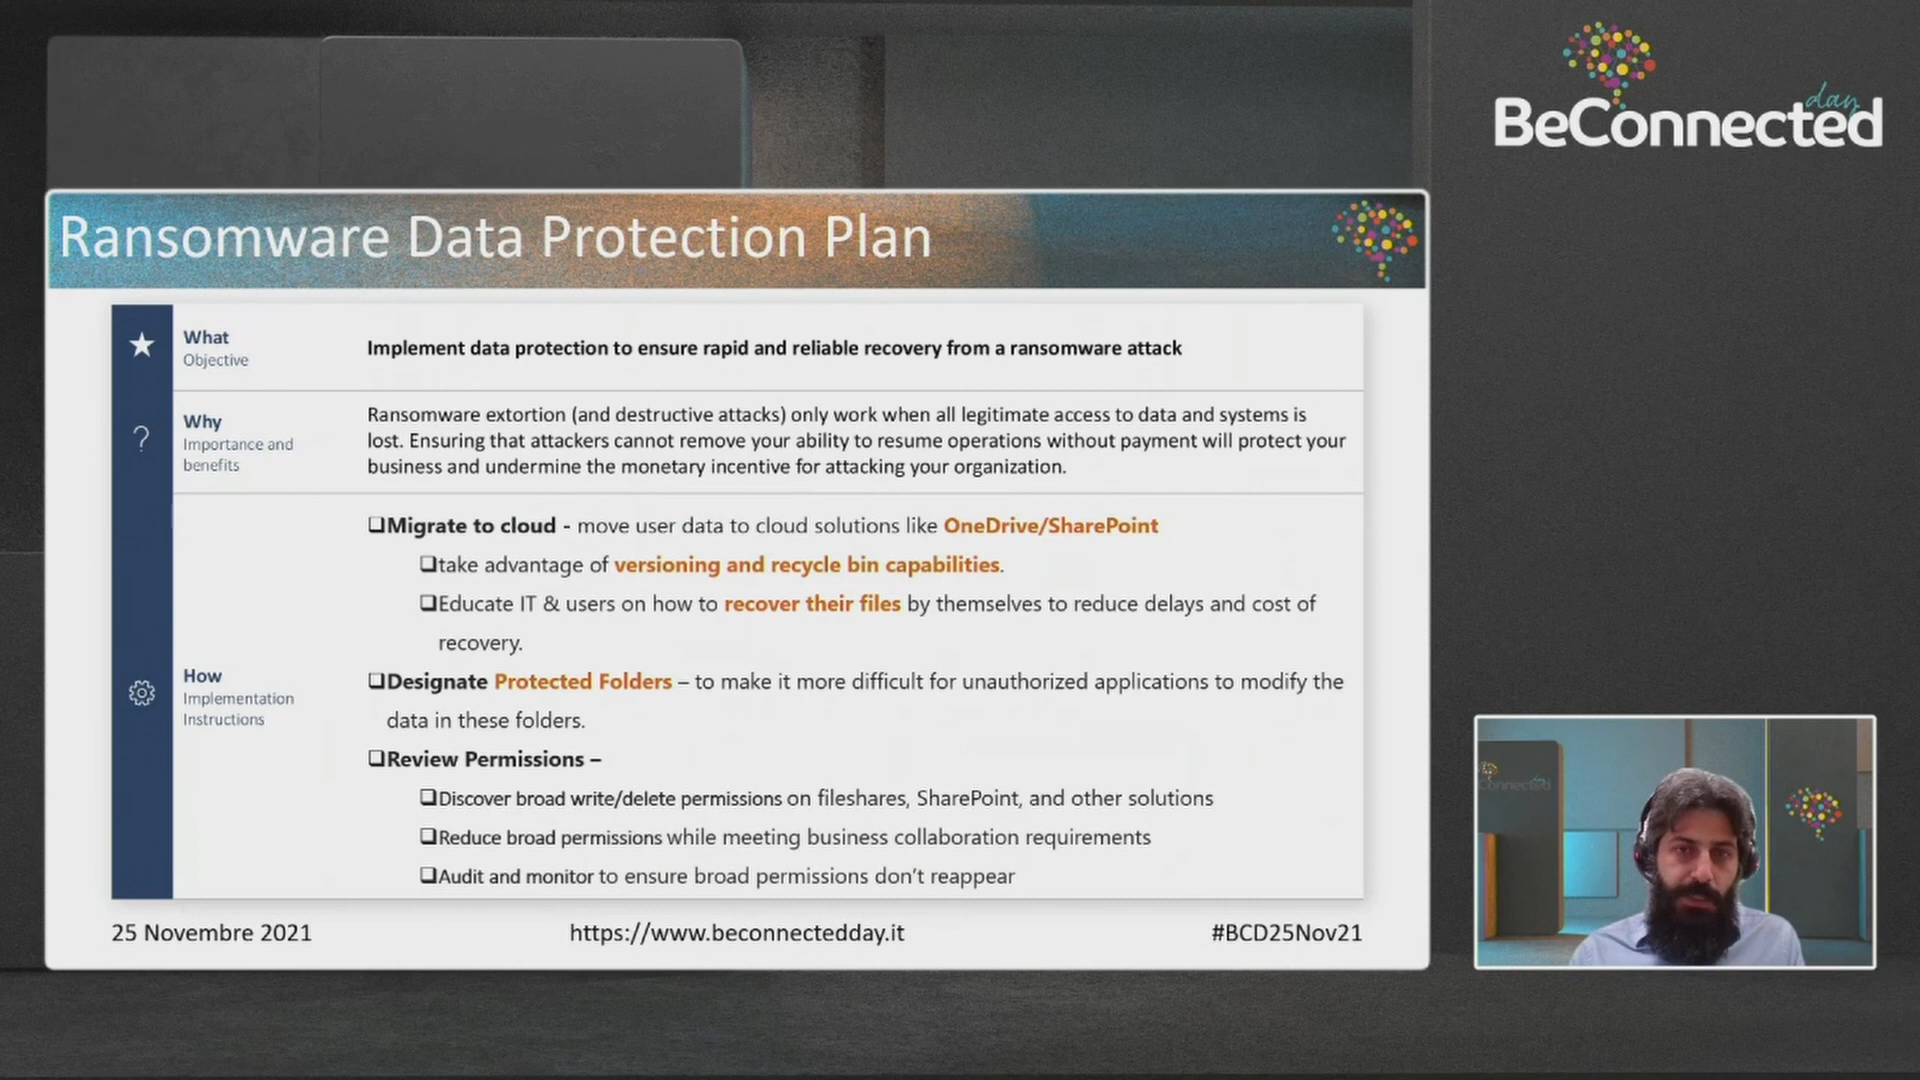 day
BeConnected
Ransomware Data Protection Plan
What
Objective
Implement data protection to ensure rapid and reliable recovery from a ransomware attack
Why
Importance and
benefits
Ransomware extortion (and destructive attacks) only work when all legitimate access to data and systems is
lost. Ensuring that attackers cannot remove your ability to resume operations without payment will protect your
business and undermine the monetary incentive for attacking your organization.
How
Implementation
Instructions
❑Migrate to cloud - move user data to cloud solutions like OneDrive/SharePoint
❑take advantage of versioning and recycle bin capabilities.
❑Educate IT & users on how to recover their files by themselves to reduce delays and cost of
recovery.
❑Designate Protected Folders – to make it more difficult for unauthorized applications to modify the
data in these folders.
❑Review Permissions –
❑Discover broad write/delete permissions on fileshares, SharePoint, and other solutions
❑Reduce broad permissions while meeting business collaboration requirements
❑Audit and monitor to ensure broad permissions don't reappear
25 Novembre 2021
https://www.beconnectedday.it
#BCD25Nov21
Connected